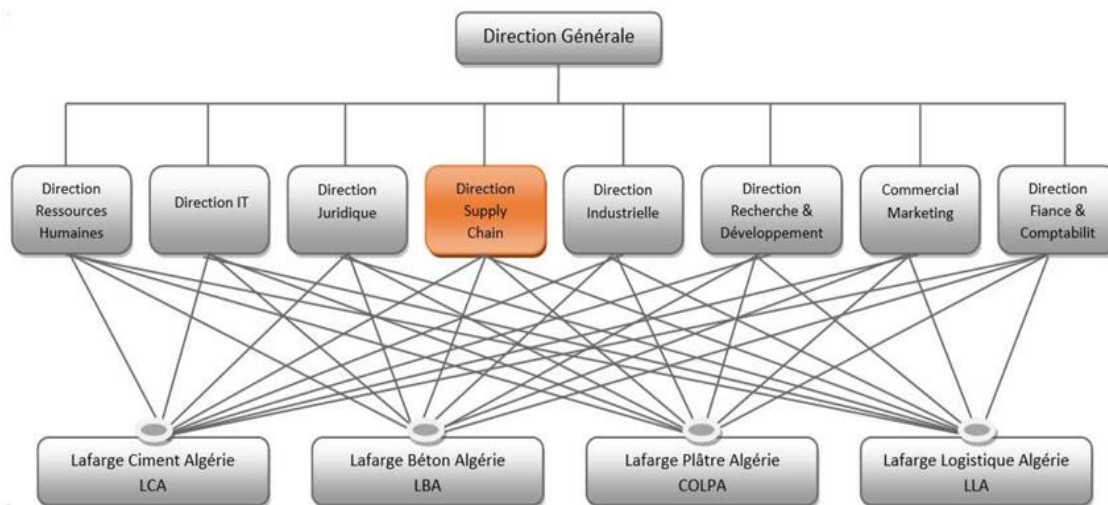 Direction Générale
Direction
Ressources
Humaines
Direction IT
Direction
Juridique
Direction
Supply
Chain
Direction
Industrielle
Direction
Recherche &
Développement
Commercial
Marketing
Direction
Fiance &
Comptabilit
Lafarge Ciment Algérie
LCA
Lafarge Béton Algérie
LBA
Lafarge Plâtre Algérie
COLPA
Lafarge Logistique Algérie
LLA